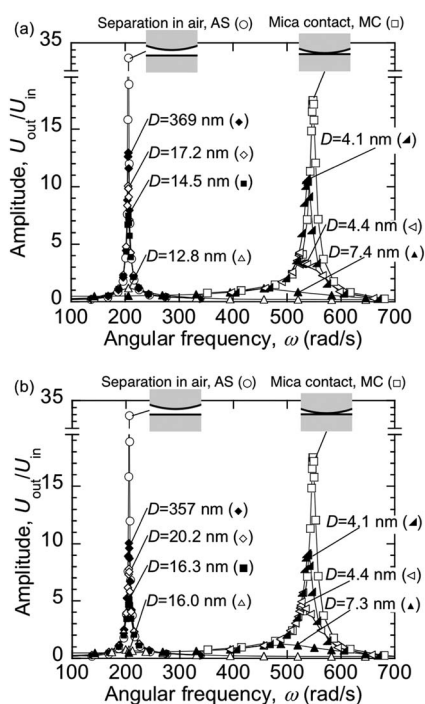 (a)
Separation in air, AS (○) Mica contact, MC (□)
35
15
10
5
0
Amplitude, Uout/Uin
D=369 nm (◆)
D=17.2 nm (◇)
D=14.5 nm (■)
D=12.8 nm (△)
D=4.1 nm (◢)
D=4.4 nm (◁)
D=7.4 nm (▲)
100 200 300 400 500 600 700
Angular frequency, ω (rad/s)
(b)
Separation in air, AS (○) Mica contact, MC (□)
35
15
10
5
0
Amplitude, Uout/Uin
D=357 nm (◆)
D=20.2 nm (◇)
D=16.3 nm (■)
D=16.0 nm (△)
D=4.1 nm (◢)
D=4.4 nm (◁)
D=7.3 nm (▲)
100 200 300 400 500 600 700
Angular frequency, ω (rad/s)